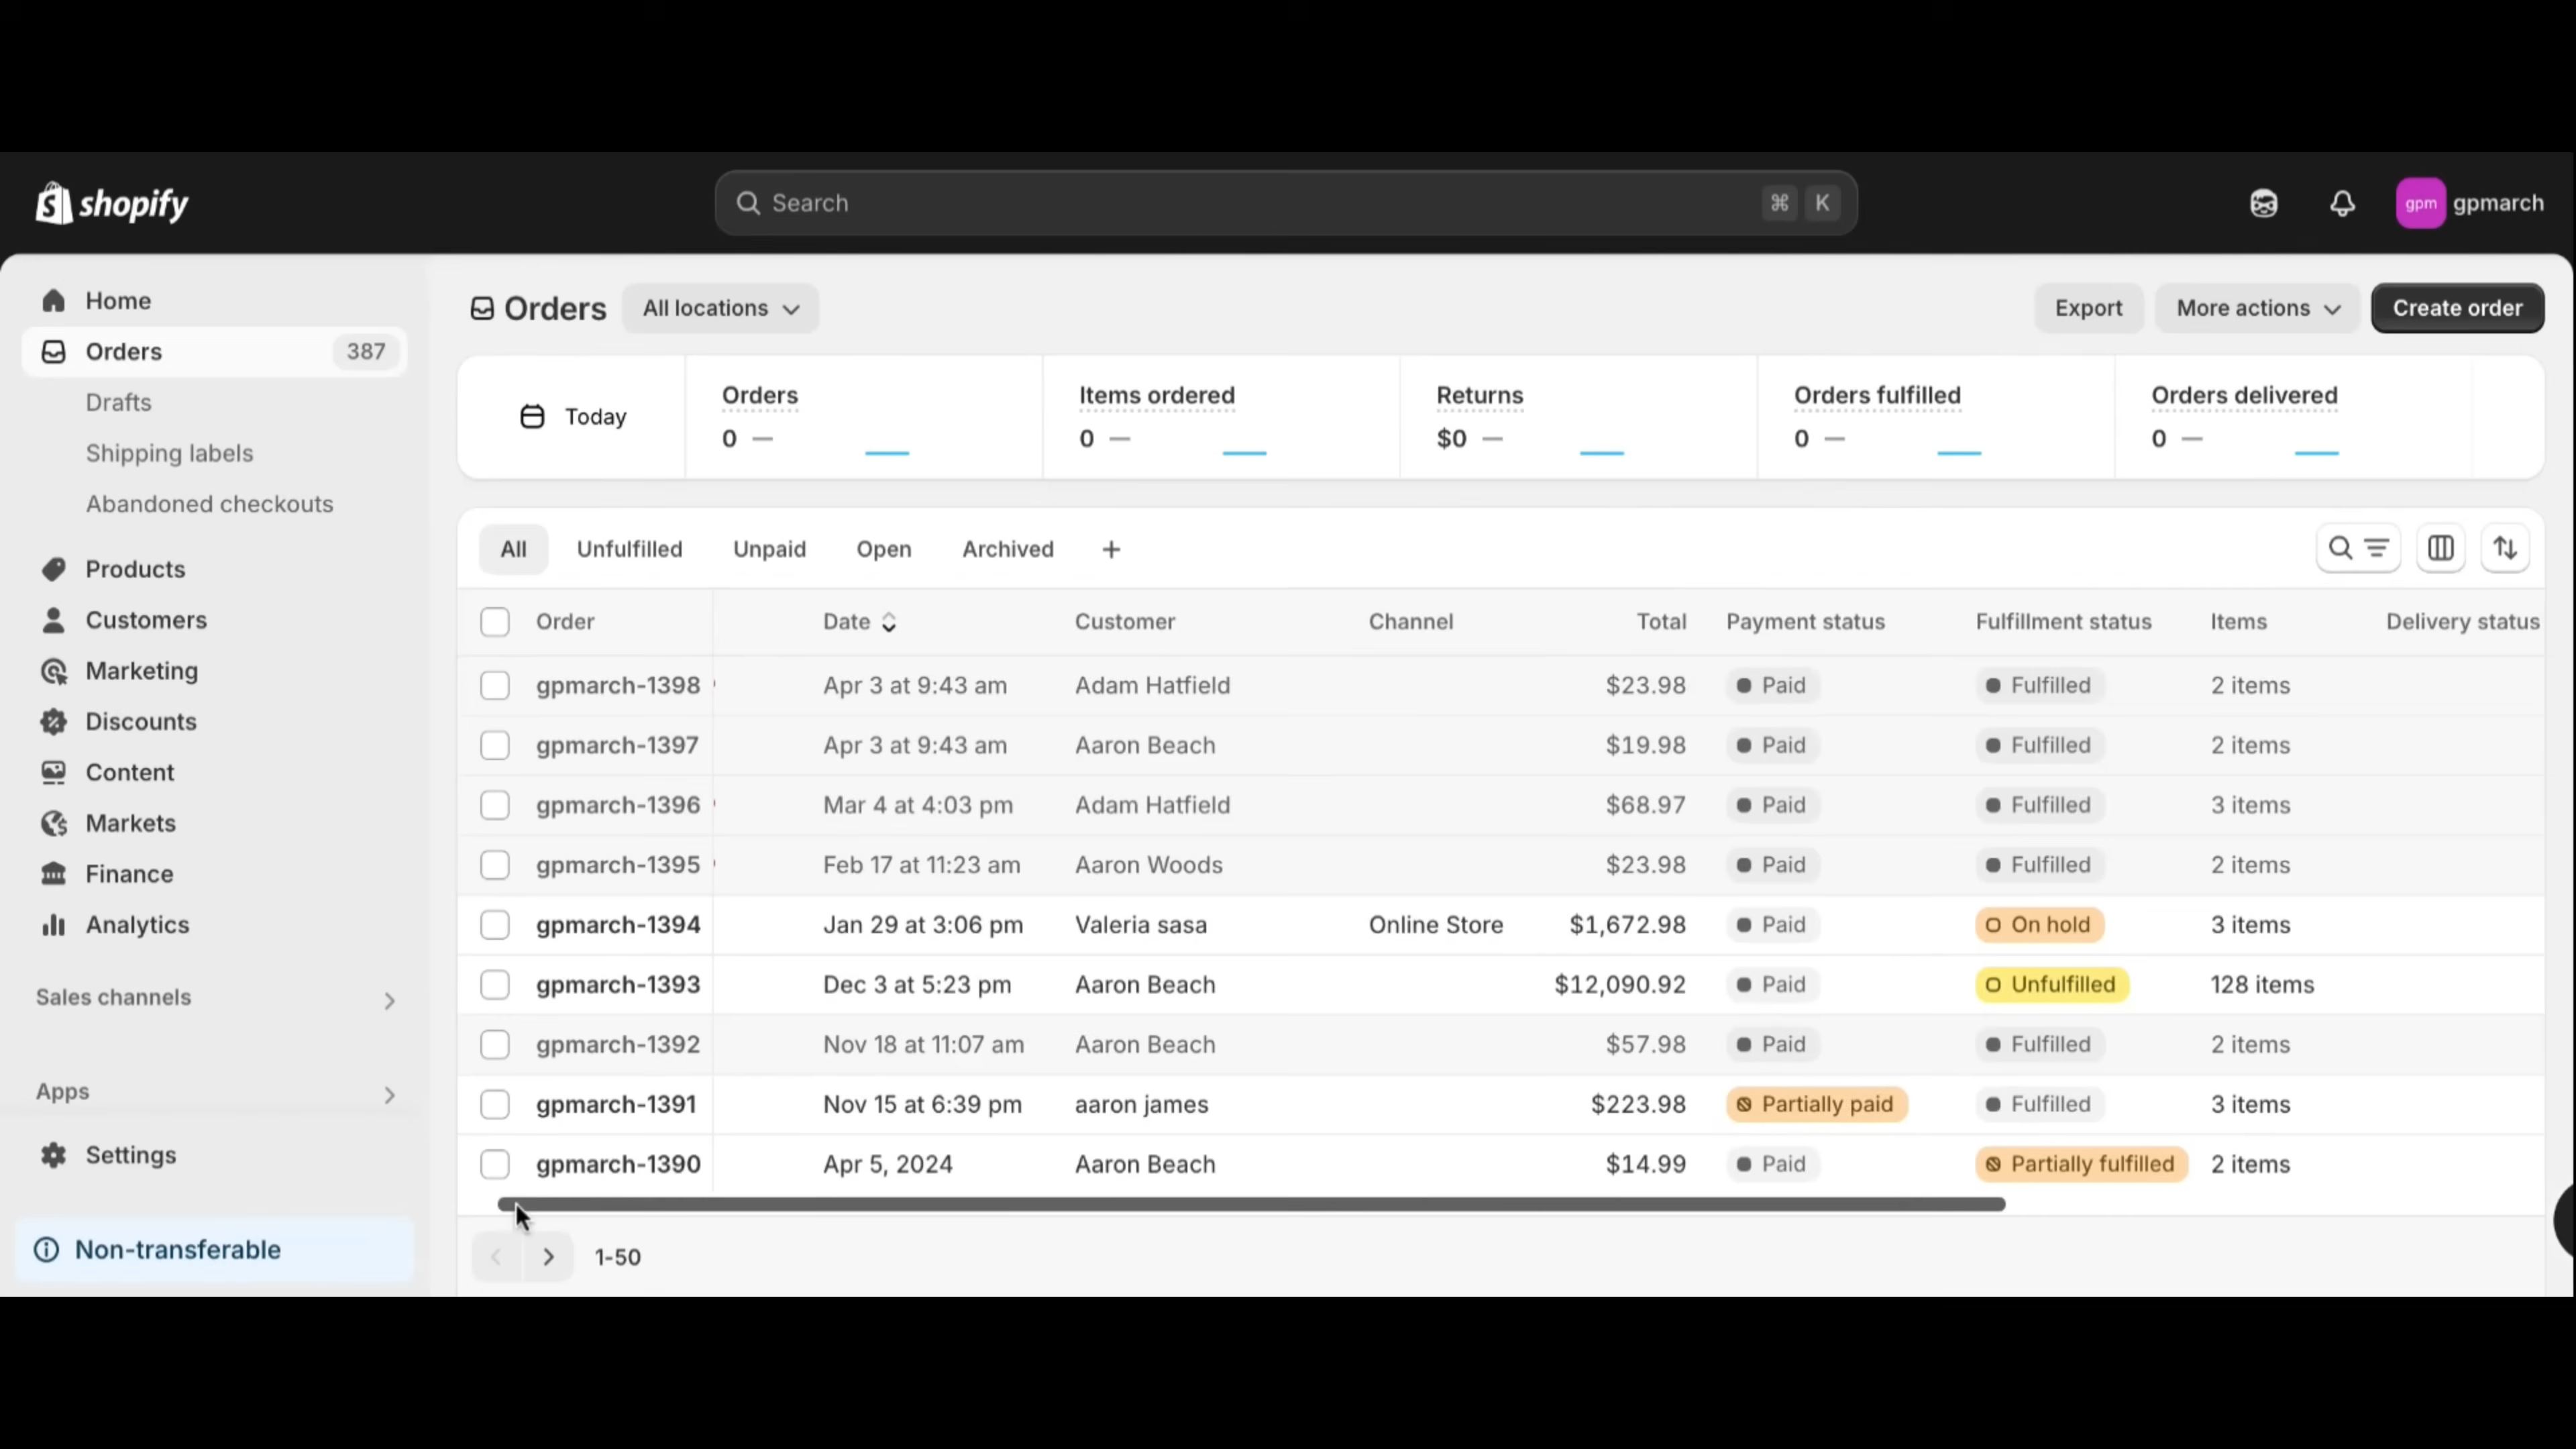 shopify
Search
⌘ K
gpm gpmarch
Home
Orders 387
Drafts
Shipping labels
Abandoned checkouts
Products
Customers
Marketing
Discounts
Content
Markets
Finance
Analytics
Sales channels
Apps
Settings
Non-transferable
Orders All locations
Export More actions Create order
Today
Orders
0 —
Items ordered
0 —
Returns
$0 —
Orders fulfilled
0 —
Orders delivered
0 —
All Unfulfilled Unpaid Open Archived +
Order Date Customer Channel Total Payment status Fulfillment status Items Delivery status
gpmarch-1398 Apr 3 at 9:43 am Adam Hatfield $23.98 Paid Fulfilled 2 items
gpmarch-1397 Apr 3 at 9:43 am Aaron Beach $19.98 Paid Fulfilled 2 items
gpmarch-1396 Mar 4 at 4:03 pm Adam Hatfield $68.97 Paid Fulfilled 3 items
gpmarch-1395 Feb 17 at 11:23 am Aaron Woods $23.98 Paid Fulfilled 2 items
gpmarch-1394 Jan 29 at 3:06 pm Valeria sasa Online Store $1,672.98 Paid On hold 3 items
gpmarch-1393 Dec 3 at 5:23 pm Aaron Beach $12,090.92 Paid Unfulfilled 128 items
gpmarch-1392 Nov 18 at 11:07 am Aaron Beach $57.98 Paid Fulfilled 2 items
gpmarch-1391 Nov 15 at 6:39 pm aaron james $223.98 Partially paid Fulfilled 3 items
gpmarch-1390 Apr 5, 2024 Aaron Beach $14.99 Paid Partially fulfilled 2 items
1-50